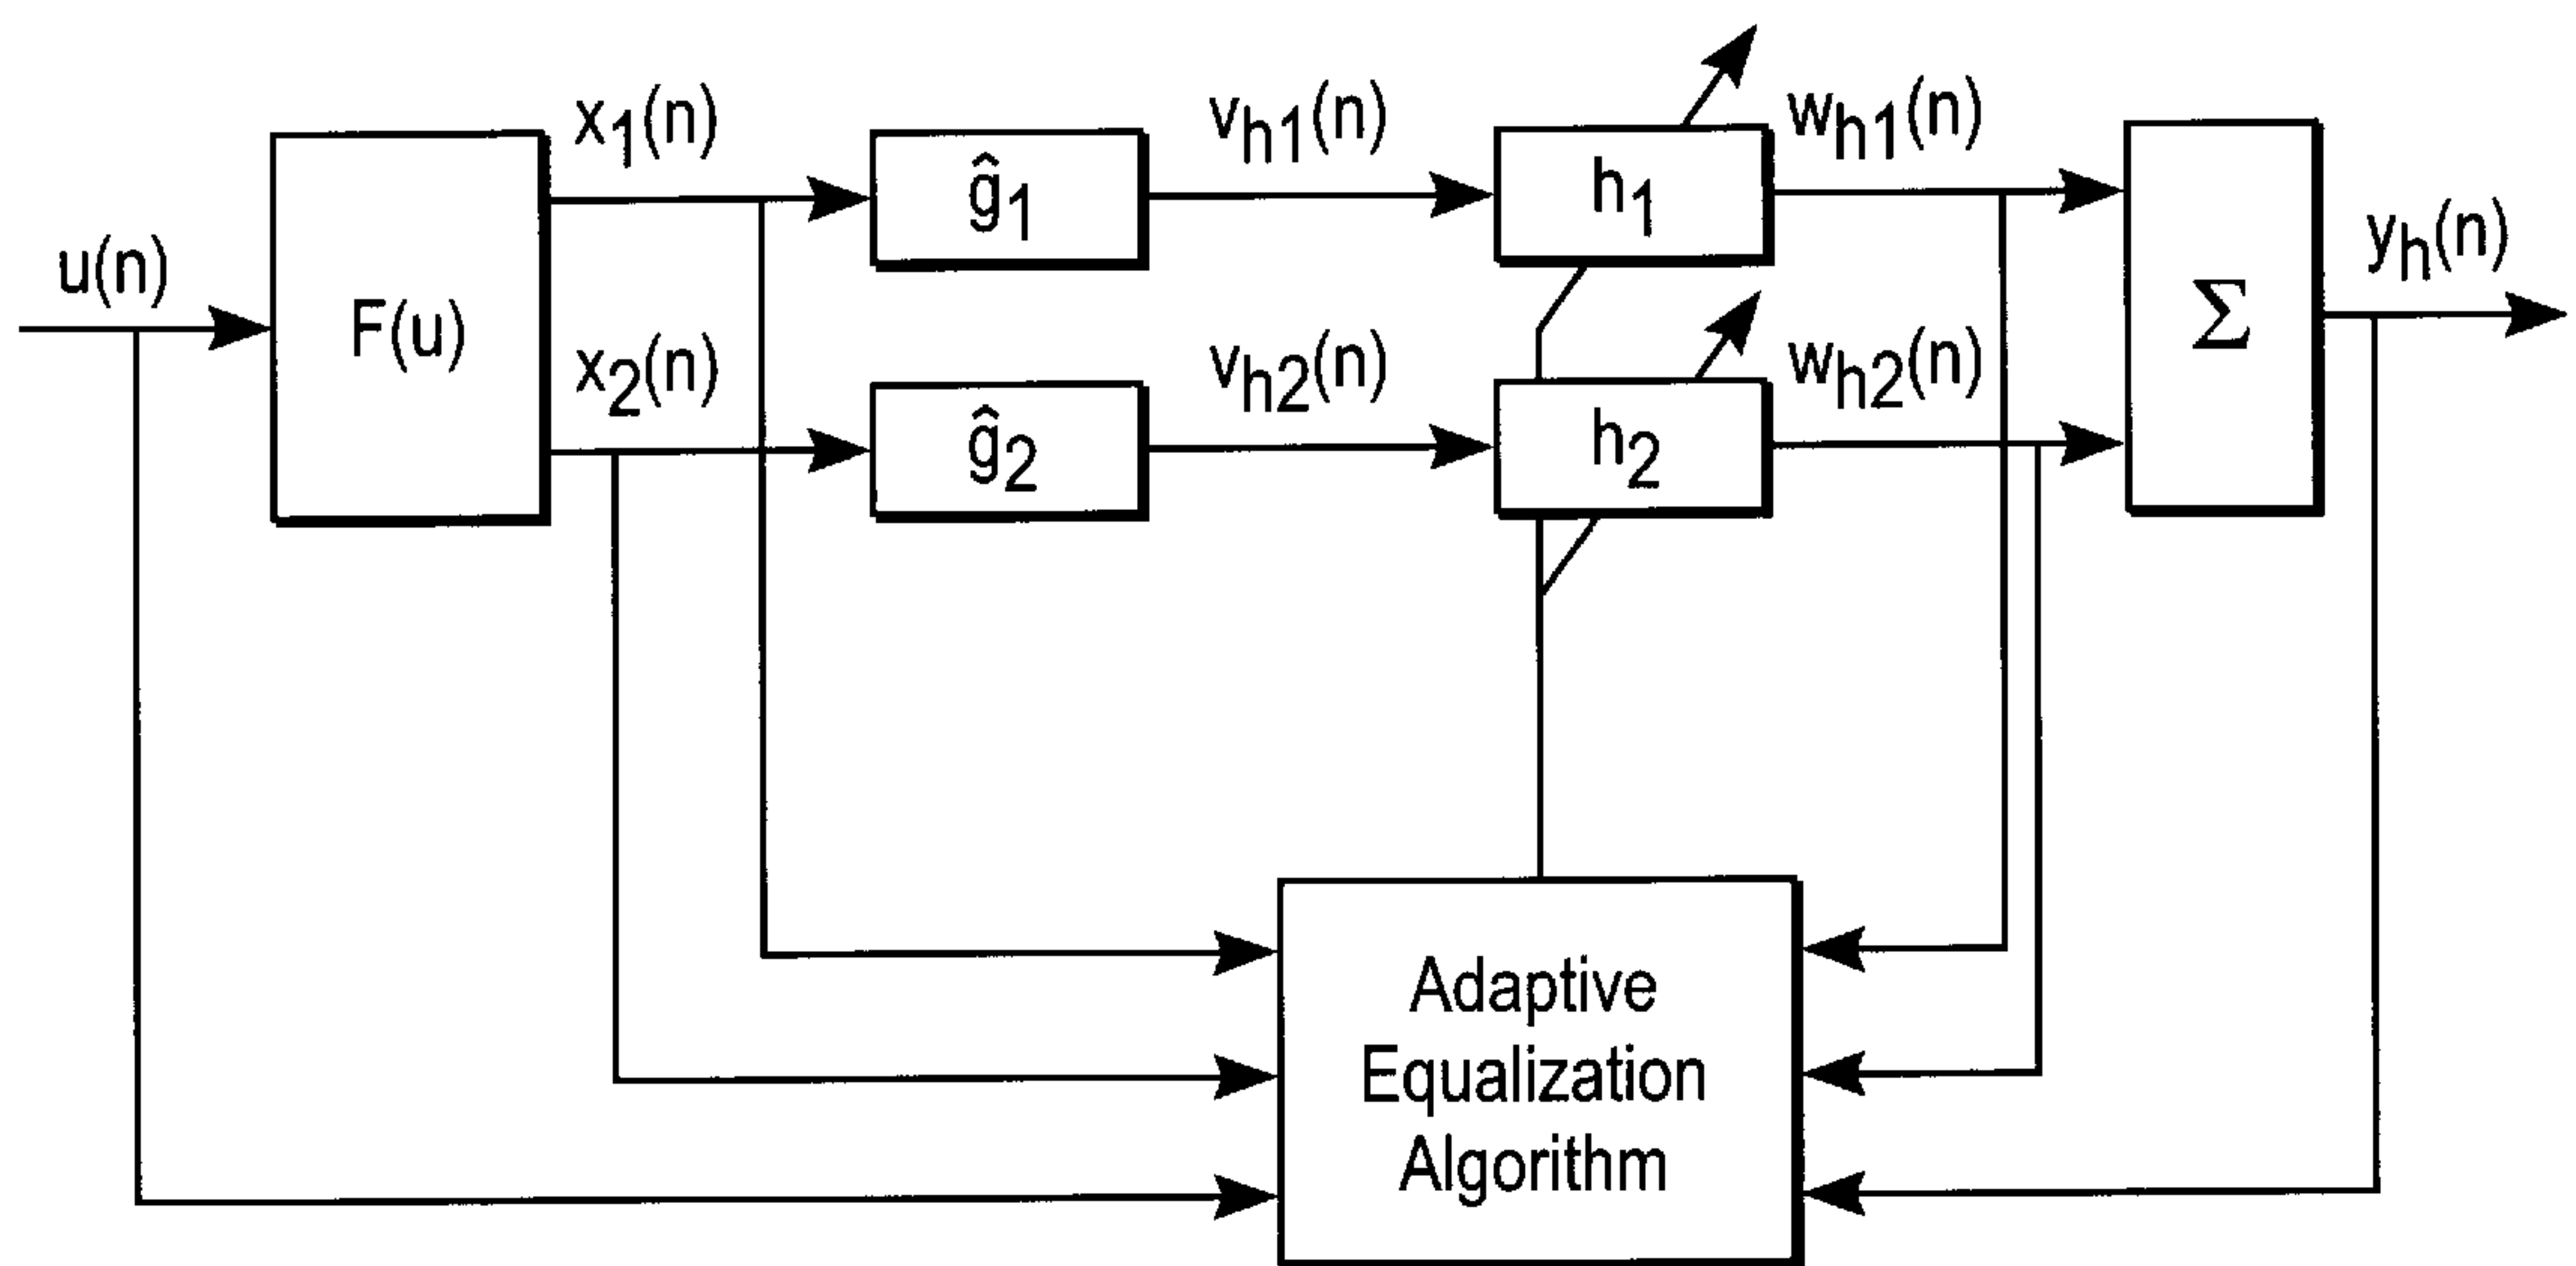 u(n)
F(u)
x1(n)
x2(n)
ĝ1
ĝ2
vh1(n)
vh2(n)
h1
h2
wh1(n)
wh2(n)
Σ
yh(n)
Adaptive
Equalization
Algorithm